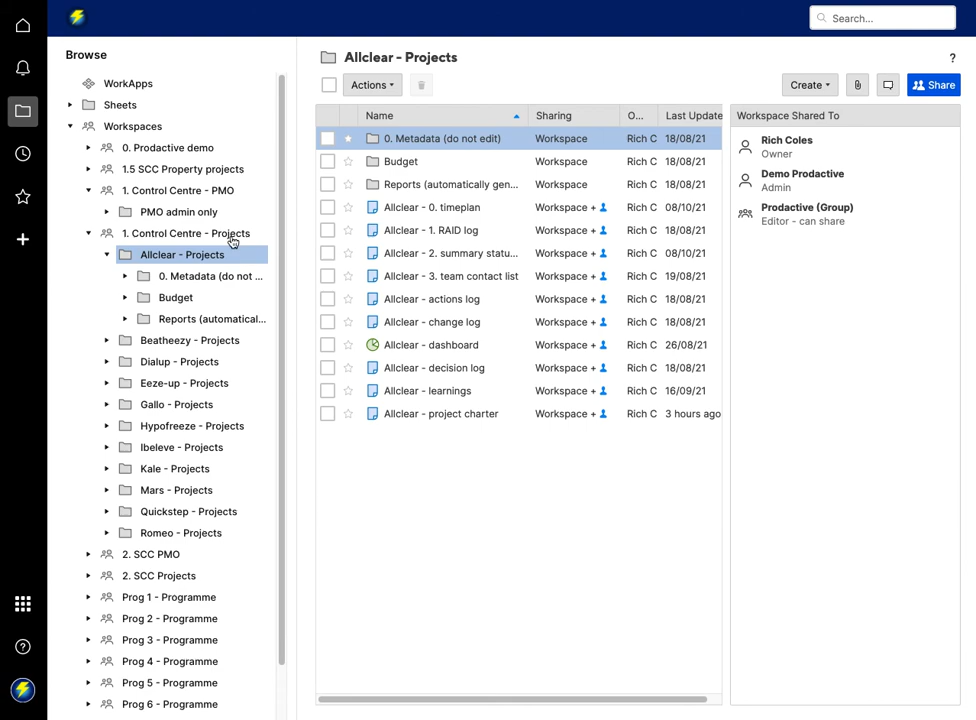 Search...
Browse
WorkApps
Sheets
Workspaces
0. Prodactive demo
1.5 SCC Property projects
1. Control Centre - PMO
PMO admin only
1. Control Centre - Projects
Allclear - Projects
0. Metadata (do not ...
Budget
Reports (automatical...
Beatheezy - Projects
Dialup - Projects
Eeze-up - Projects
Gallo - Projects
Hypofreeze - Projects
Ibeleve - Projects
Kale - Projects
Mars - Projects
Quickstep - Projects
Romeo - Projects
2. SCC PMO
2. SCC Projects
Prog 1 - Programme
Prog 2 - Programme
Prog 3 - Programme
Prog 4 - Programme
Prog 5 - Programme
Prog 6 - Programme
Allclear - Projects ?
Actions Create Share
Name Sharing O... Last Update
0. Metadata (do not edit) Workspace Rich C 18/08/21
Budget Workspace Rich C 18/08/21
Reports (automatically gen... Workspace Rich C 18/08/21
Allclear - 0. timeplan Workspace + Rich C 08/10/21
Allclear - 1. RAID log Workspace + Rich C 18/08/21
Allclear - 2. summary statu... Workspace + Rich C 08/10/21
Allclear - 3. team contact list Workspace + Rich C 19/08/21
Allclear - actions log Workspace + Rich C 18/08/21
Allclear - change log Workspace + Rich C 18/08/21
Allclear - dashboard Workspace + Rich C 26/08/21
Allclear - decision log Workspace + Rich C 18/08/21
Allclear - learnings Workspace + Rich C 16/09/21
Allclear - project charter Workspace + Rich C 3 hours ago
Workspace Shared To
Rich Coles
Owner
Demo Prodactive
Admin
Prodactive (Group)
Editor - can share